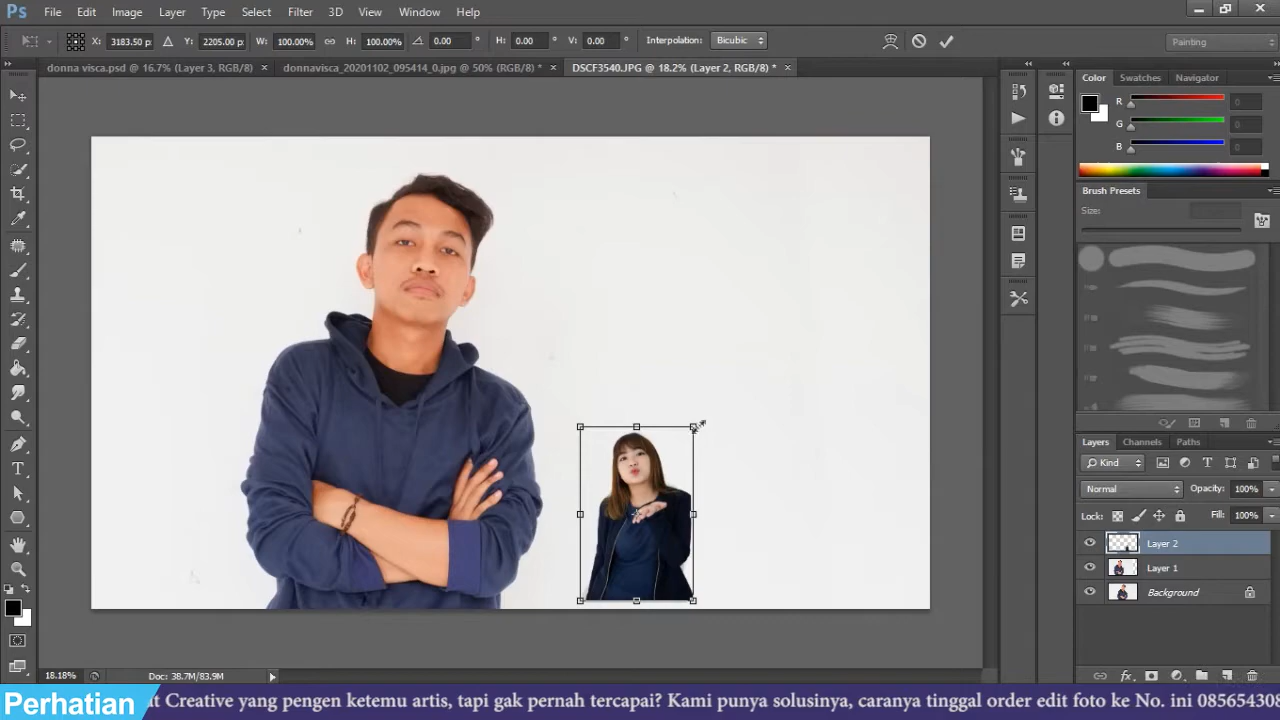 Ps File Edit Image Layer Type Select Filter 3D View Window Help
X: 3183.50 p Y: 2205.00 p W: 100.00% H: 100.00% 0.00 ° H: 0.00 ° V: 0.00 ° Interpolation: Bicubic Painting
donna visca.psd @ 16.7% (Layer 3, RGB/8) × donnavisca_20201102_095414_0.jpg @ 50% (RGB/8) * × DSCF3540.JPG @ 18.2% (Layer 2, RGB/8) * ×
Color Swatches Navigator
R 0
G 0
B 0
Brush Presets
Size:
Layers Channels Paths
Kind
Normal Opacity: 100%
Lock: Fill: 100%
Layer 2
Layer 1
Background
18.18% Doc: 38.7M/83.9M
Perhatian it Creative yang pengen ketemu artis, tapi gak pernah tercapai? Kami punya solusinya, caranya tinggal order edit foto ke No. ini 085654308